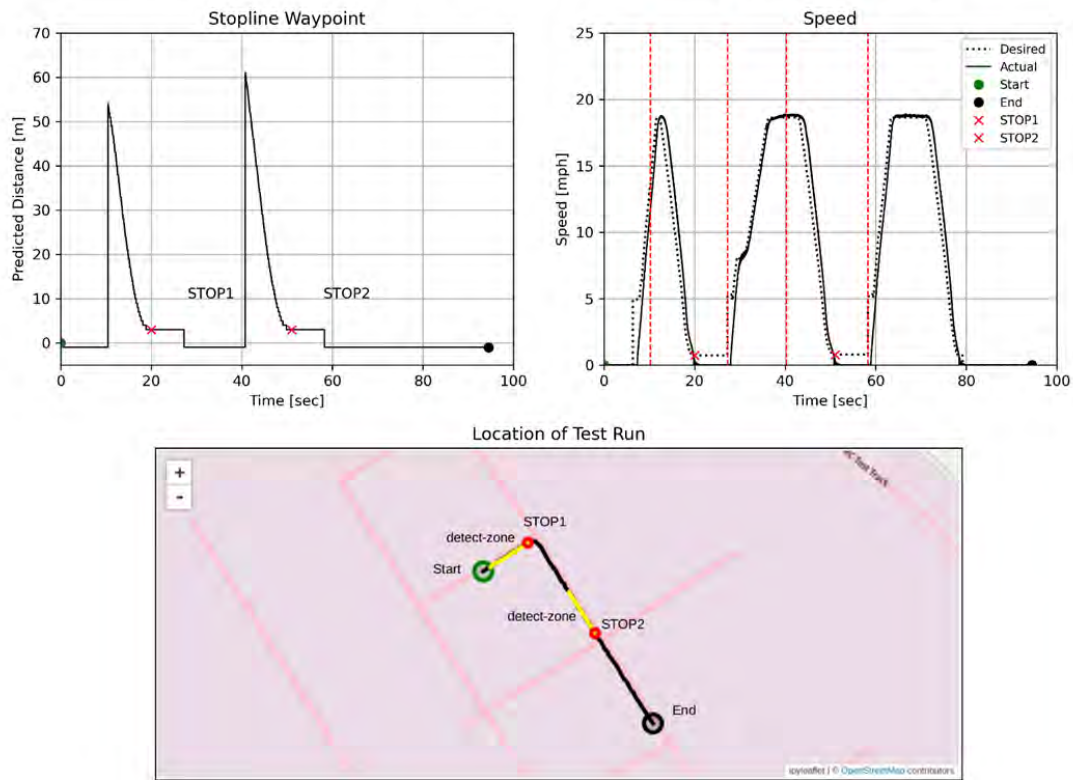 Stopline Waypoint
Predicted Distance [m]
70
60
50
40
30
20
10
0
STOP1
STOP2
0
20
40
60
80
100
Time [sec]
Speed
Speed [mph]
25
20
15
10
5
0
Desired
Actual
Start
End
STOP1
STOP2
0
20
40
60
80
100
Time [sec]
Location of Test Run
+
-
Test Track
STOP1
detect-zone
Start
detect-zone
STOP2
End
ipyleaflet | © OpenStreetMap contributors